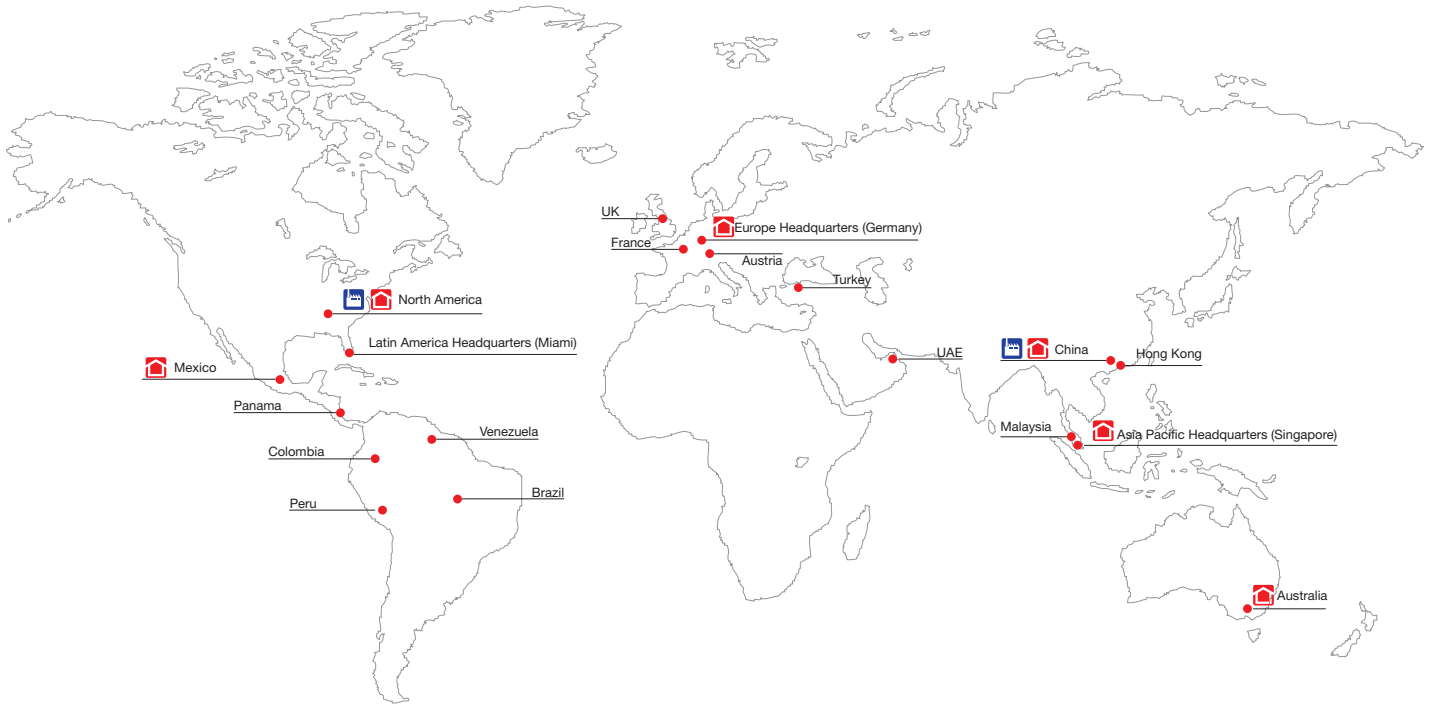 UK
Europe Headquarters (Germany)
France
Austria
Turkey
North America
Latin America Headquarters (Miami)
Mexico
UAE
China
Hong Kong
Panama
Venezuela
Malaysia
Asia Pacific Headquarters (Singapore)
Colombia
Brazil
Peru
Australia